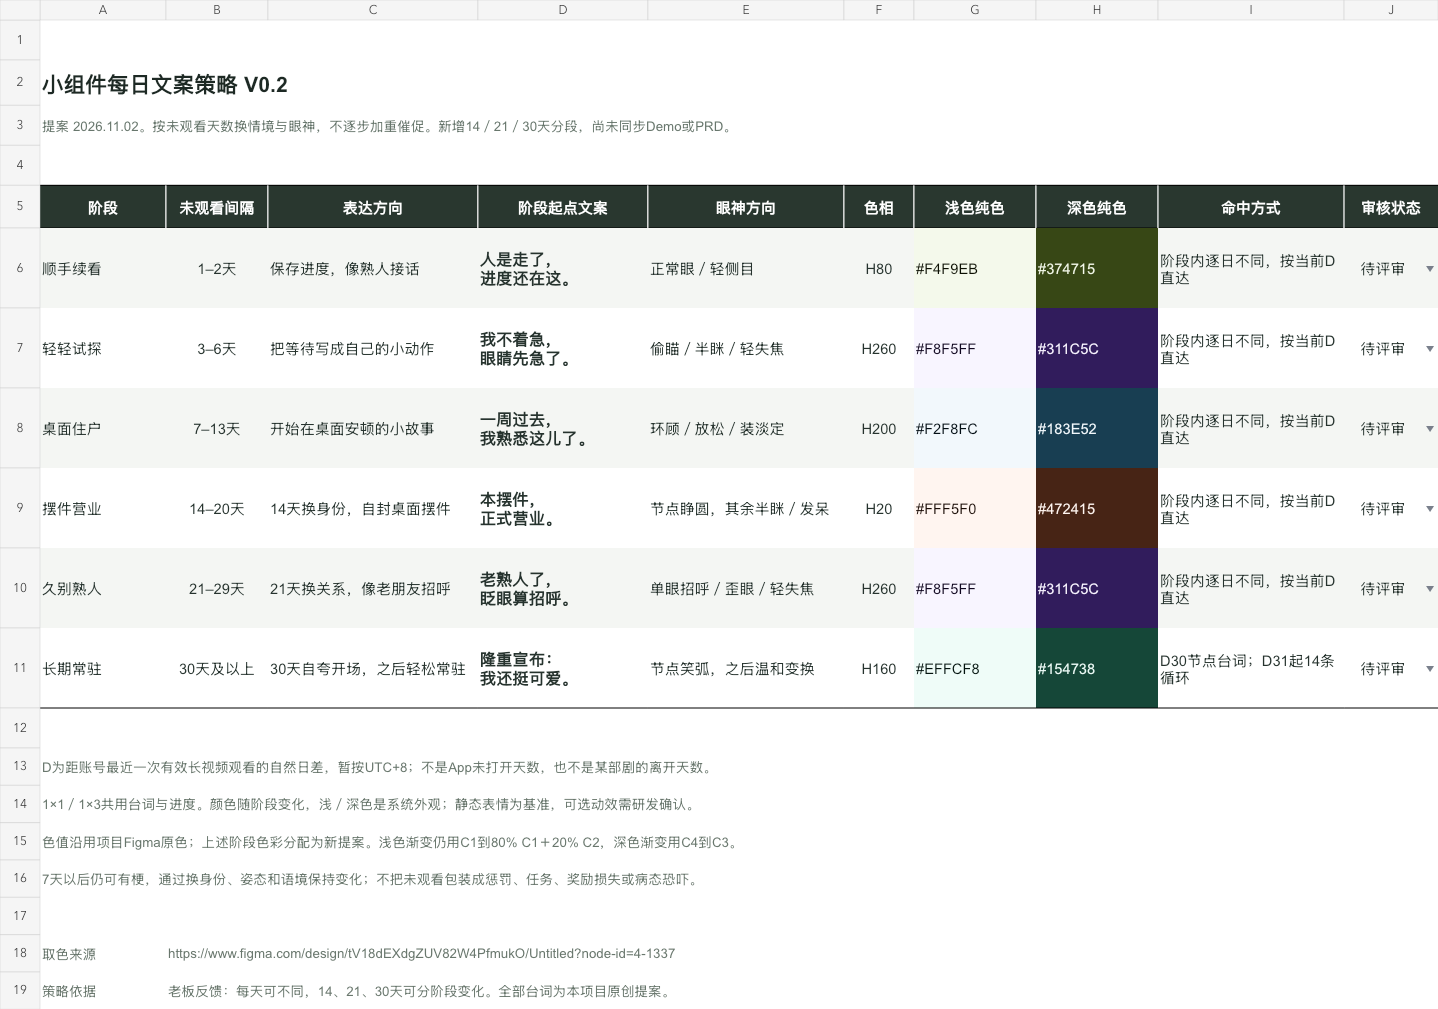 A B C D E F G H I J
1
2 小组件每日文案策略 V0.2
3 提案 2026.11.02。按未观看天数换情境与眼神，不逐步加重催促。新增14 / 21 / 30天分段，尚未同步Demo或PRD。
4
5 阶段 未观看间隔 表达方向 阶段起点文案 眼神方向 色相 浅色纯色 深色纯色 命中方式 审核状态
6 顺手续看 1–2天 保存进度，像熟人接话 人是走了， 正常眼 / 轻侧目 H80 #F4F9EB #374715 阶段内逐日不同，按当前D 待评审
进度还在这。 直达
7 轻轻试探 3–6天 把等待写成自己的小动作 我不着急， 偷瞄 / 半眯 / 轻失焦 H260 #F8F5FF #311C5C 阶段内逐日不同，按当前D 待评审
眼睛先急了。 直达
8 桌面住户 7–13天 开始在桌面安顿的小故事 一周过去， 环顾 / 放松 / 装淡定 H200 #F2F8FC #183E52 阶段内逐日不同，按当前D 待评审
我熟悉这儿了。 直达
9 摆件营业 14–20天 14天换身份，自封桌面摆件 本摆件， 节点睁圆，其余半眯 / 发呆 H20 #FFF5F0 #472415 阶段内逐日不同，按当前D 待评审
正式营业。 直达
10 久别熟人 21–29天 21天换关系，像老朋友招呼 老熟人了， 单眼招呼 / 歪眼 / 轻失焦 H260 #F8F5FF #311C5C 阶段内逐日不同，按当前D 待评审
眨眼算招呼。 直达
11 长期常驻 30天及以上 30天自夸开场，之后轻松常驻 隆重宣布： 节点笑弧，之后温和变换 H160 #EFFCF8 #154738 D30节点台词；D31起14条 待评审
我还挺可爱。 循环
12
13 D为距账号最近一次有效长视频观看的自然日差，暂按UTC+8；不是App未打开天数，也不是某部剧的离开天数。
14 1×1 / 1×3共用台词与进度。颜色随阶段变化，浅 / 深色是系统外观；静态表情为基准，可选动效需研发确认。
15 色值沿用项目Figma原色；上述阶段色彩分配为新提案。浅色渐变仍用C1到80% C1＋20% C2，深色渐变用C4到C3。
16 7天以后仍可有梗，通过换身份、姿态和语境保持变化；不把未观看包装成惩罚、任务、奖励损失或病态恐吓。
17
18 取色来源 https://www.figma.com/design/tV18dEXdgZUV82W4PfmukO/Untitled?node-id=4-1337
19 策略依据 老板反馈：每天可不同，14、21、30天可分阶段变化。全部台词为本项目原创提案。